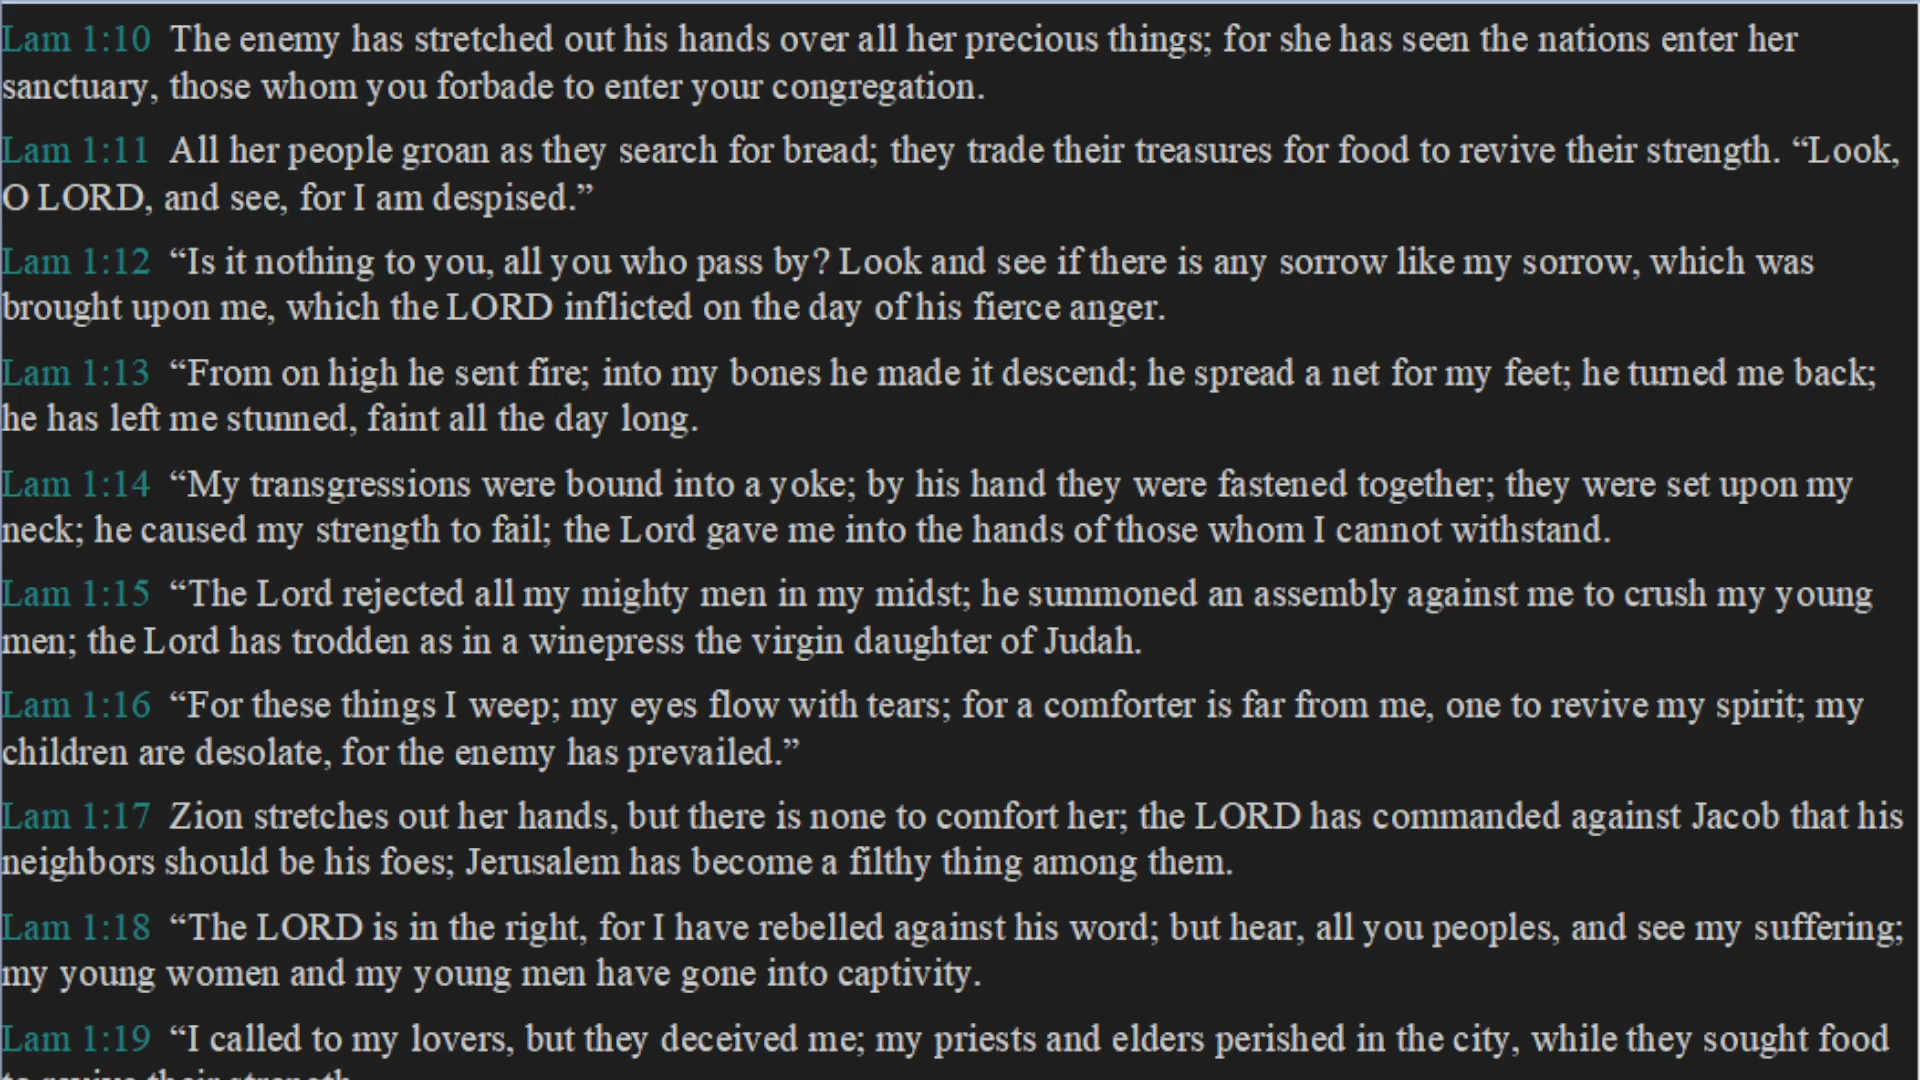 Lam 1:10 The enemy has stretched out his hands over all her precious things; for she has seen the nations enter her
sanctuary, those whom you forbade to enter your congregation.
Lam 1:11 All her people groan as they search for bread; they trade their treasures for food to revive their strength. “Look,
O LORD, and see, for I am despised.”
Lam 1:12 “Is it nothing to you, all you who pass by? Look and see if there is any sorrow like my sorrow, which was
brought upon me, which the LORD inflicted on the day of his fierce anger.
Lam 1:13 “From on high he sent fire; into my bones he made it descend; he spread a net for my feet; he turned me back;
he has left me stunned, faint all the day long.
Lam 1:14 “My transgressions were bound into a yoke; by his hand they were fastened together; they were set upon my
neck; he caused my strength to fail; the Lord gave me into the hands of those whom I cannot withstand.
Lam 1:15 “The Lord rejected all my mighty men in my midst; he summoned an assembly against me to crush my young
men; the Lord has trodden as in a winepress the virgin daughter of Judah.
Lam 1:16 “For these things I weep; my eyes flow with tears; for a comforter is far from me, one to revive my spirit; my
children are desolate, for the enemy has prevailed.”
Lam 1:17 Zion stretches out her hands, but there is none to comfort her; the LORD has commanded against Jacob that his
neighbors should be his foes; Jerusalem has become a filthy thing among them.
Lam 1:18 “The LORD is in the right, for I have rebelled against his word; but hear, all you peoples, and see my suffering;
my young women and my young men have gone into captivity.
Lam 1:19 “I called to my lovers, but they deceived me; my priests and elders perished in the city, while they sought food
to revive their strength